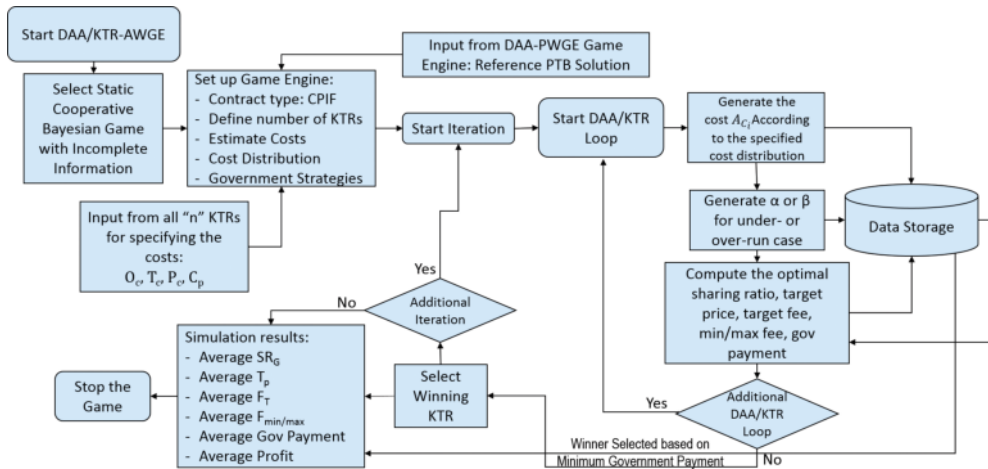 Start DAA/KTR-AWGE
Input from DAA-PWGE Game
Engine: Reference PTB Solution
Select Static
Cooperative
Bayesian Game
with Incomplete
Information
Set up Game Engine:
- Contract type: CPIF
- Define number of KTRs
- Estimate Costs
- Cost Distribution
- Government Strategies
Start Iteration
Start DAA/KTR
Loop
Generate the
cost A_{C_i} According
to the specified
cost distribution
Generate α or β
for under- or
over-run case
Data Storage
Input from all “n” KTRs
for specifying the
costs:
O_c, T_c, P_c, C_p
Compute the optimal
sharing ratio, target
price, target fee,
min/max fee, gov
payment
Yes
No
Additional
Iteration
Simulation results:
- Average SR_G
- Average T_p
- Average F_T
- Average F_{min/max}
- Average Gov Payment
- Average Profit
Stop the
Game
Select
Winning
KTR
Yes
Additional
DAA/KTR
Loop
Winner Selected based on
Minimum Government Payment
No